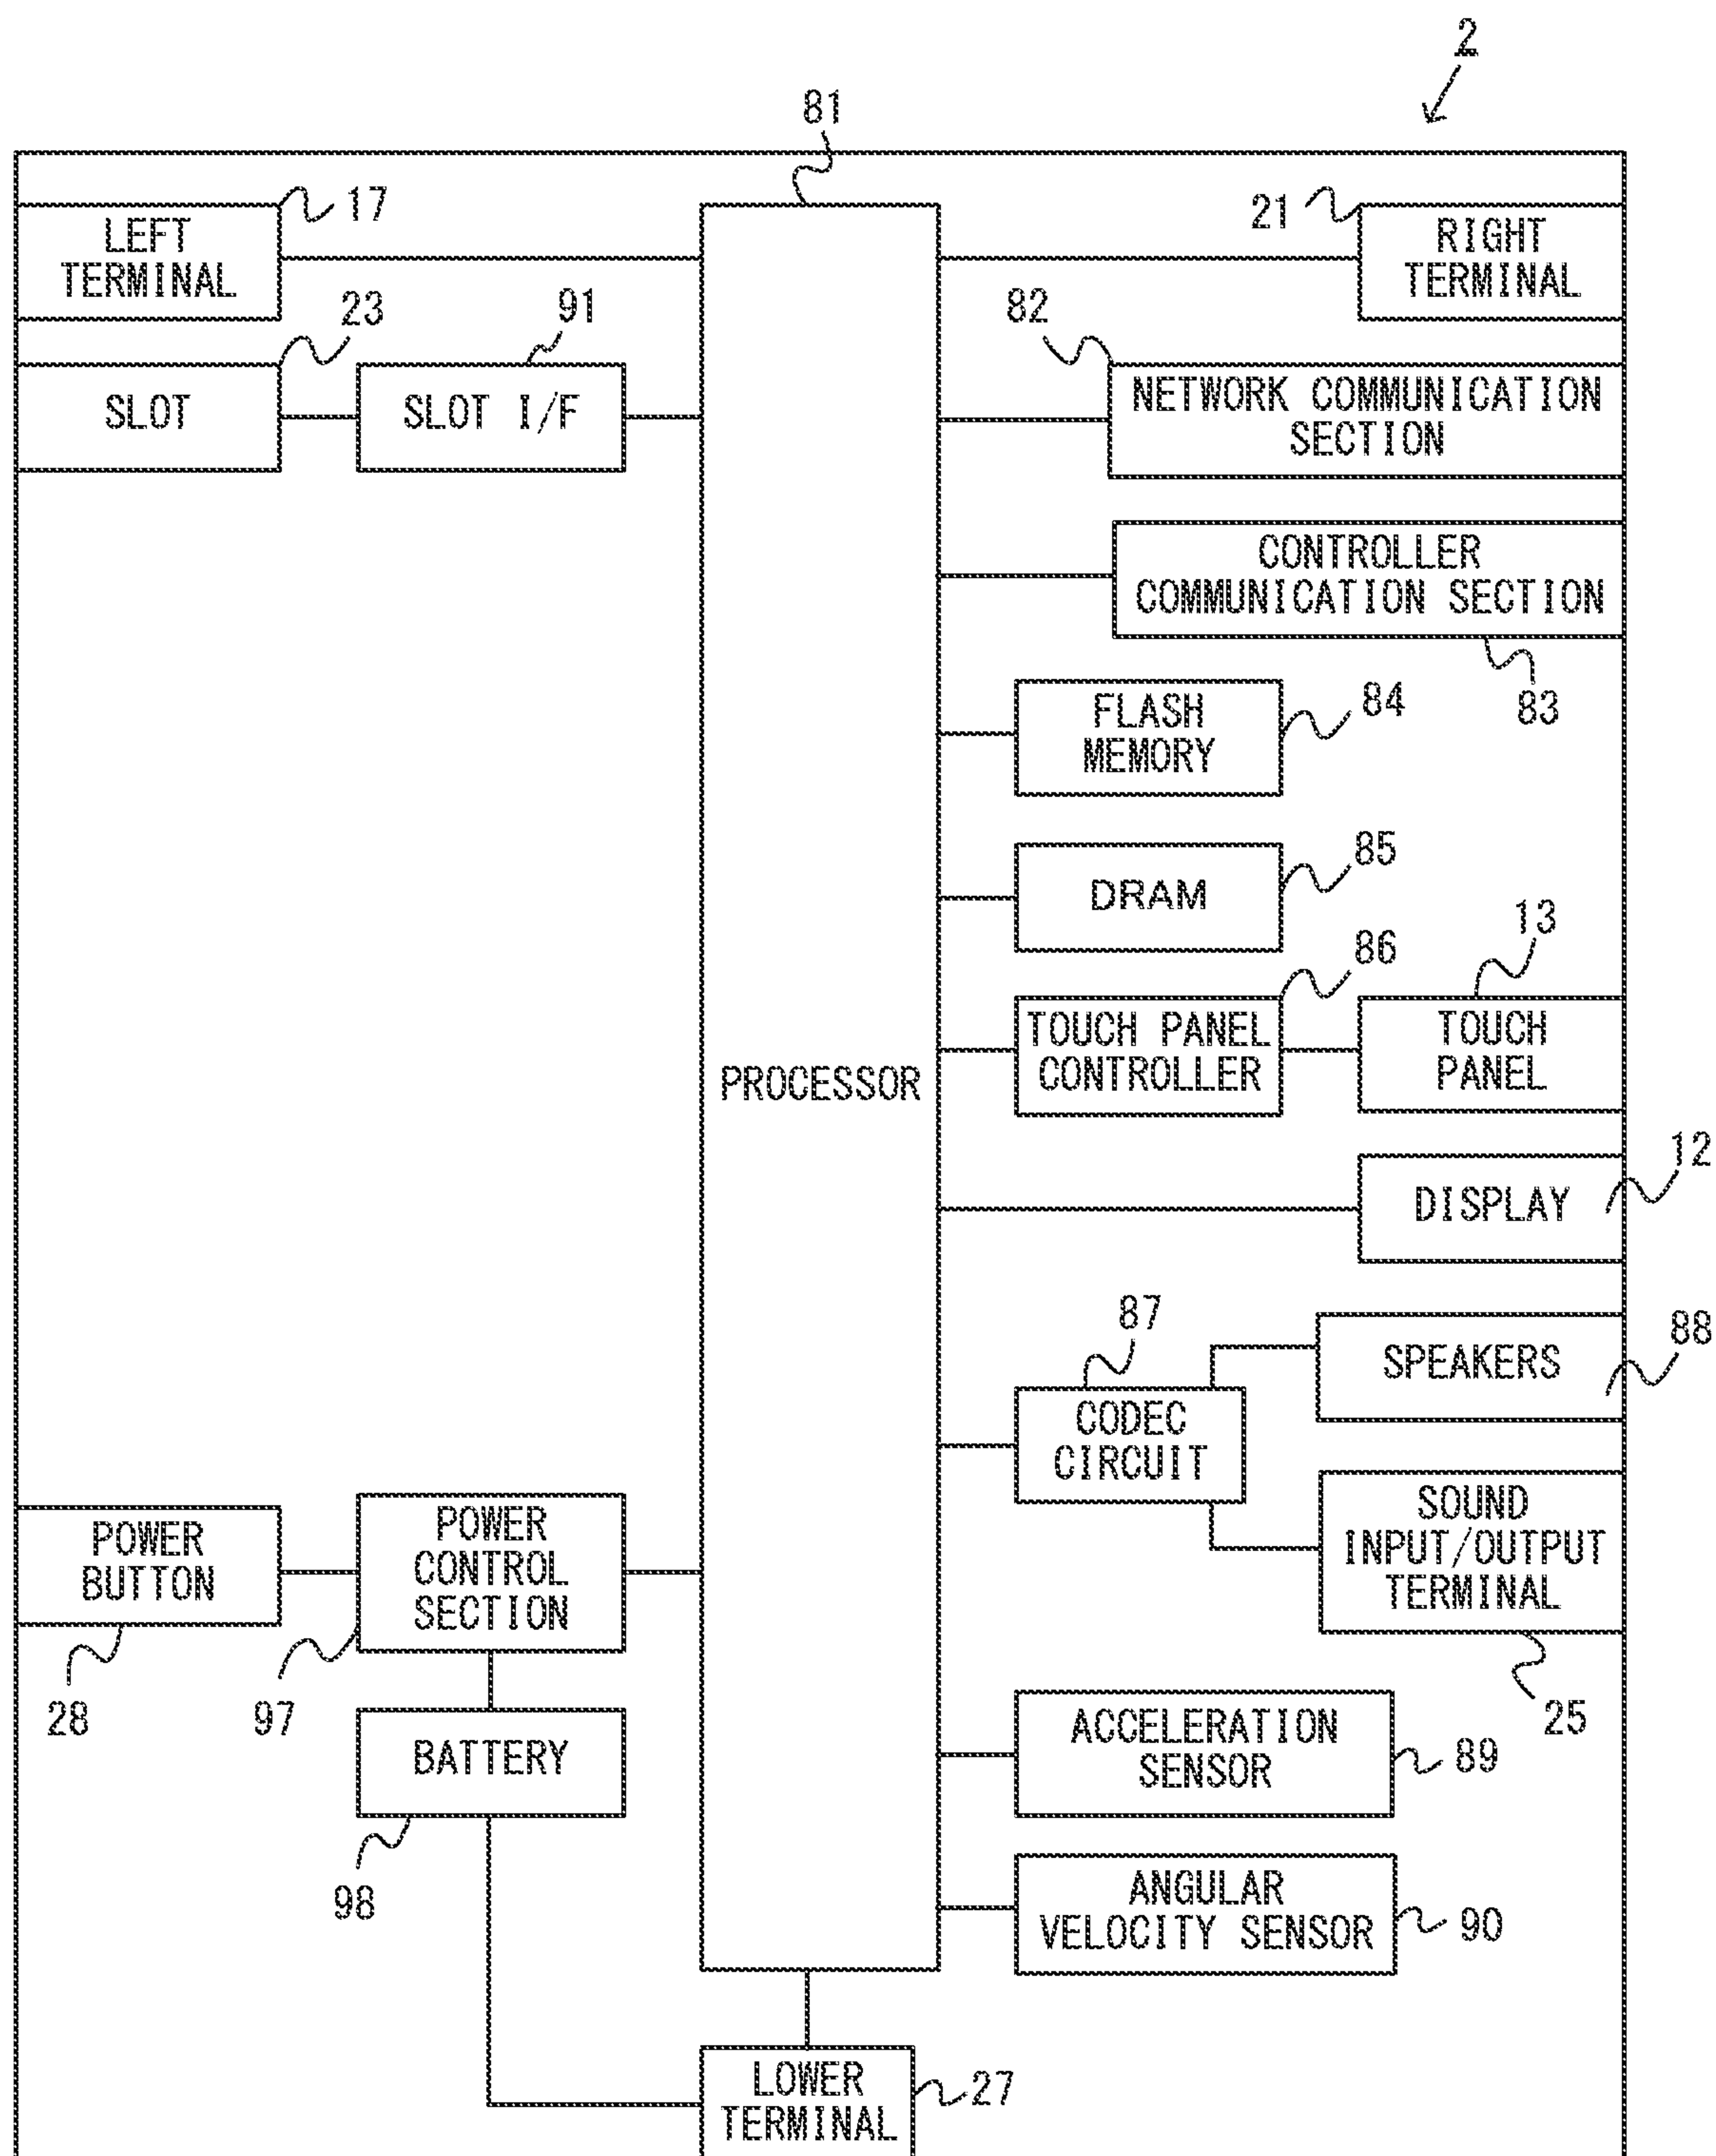 2
81
LEFT
TERMINAL
17
21
RIGHT
TERMINAL
SLOT
23
SLOT I/F
91
82
NETWORK COMMUNICATION
SECTION
CONTROLLER
COMMUNICATION SECTION
83
FLASH
MEMORY
84
DRAM
85
PROCESSOR
TOUCH PANEL
CONTROLLER
86
TOUCH
PANEL
13
DISPLAY
12
CODEC
CIRCUIT
87
SPEAKERS
88
SOUND
INPUT/OUTPUT
TERMINAL
25
POWER
BUTTON
28
POWER
CONTROL
SECTION
97
BATTERY
98
ACCELERATION
SENSOR
89
ANGULAR
VELOCITY SENSOR
90
LOWER
TERMINAL
27